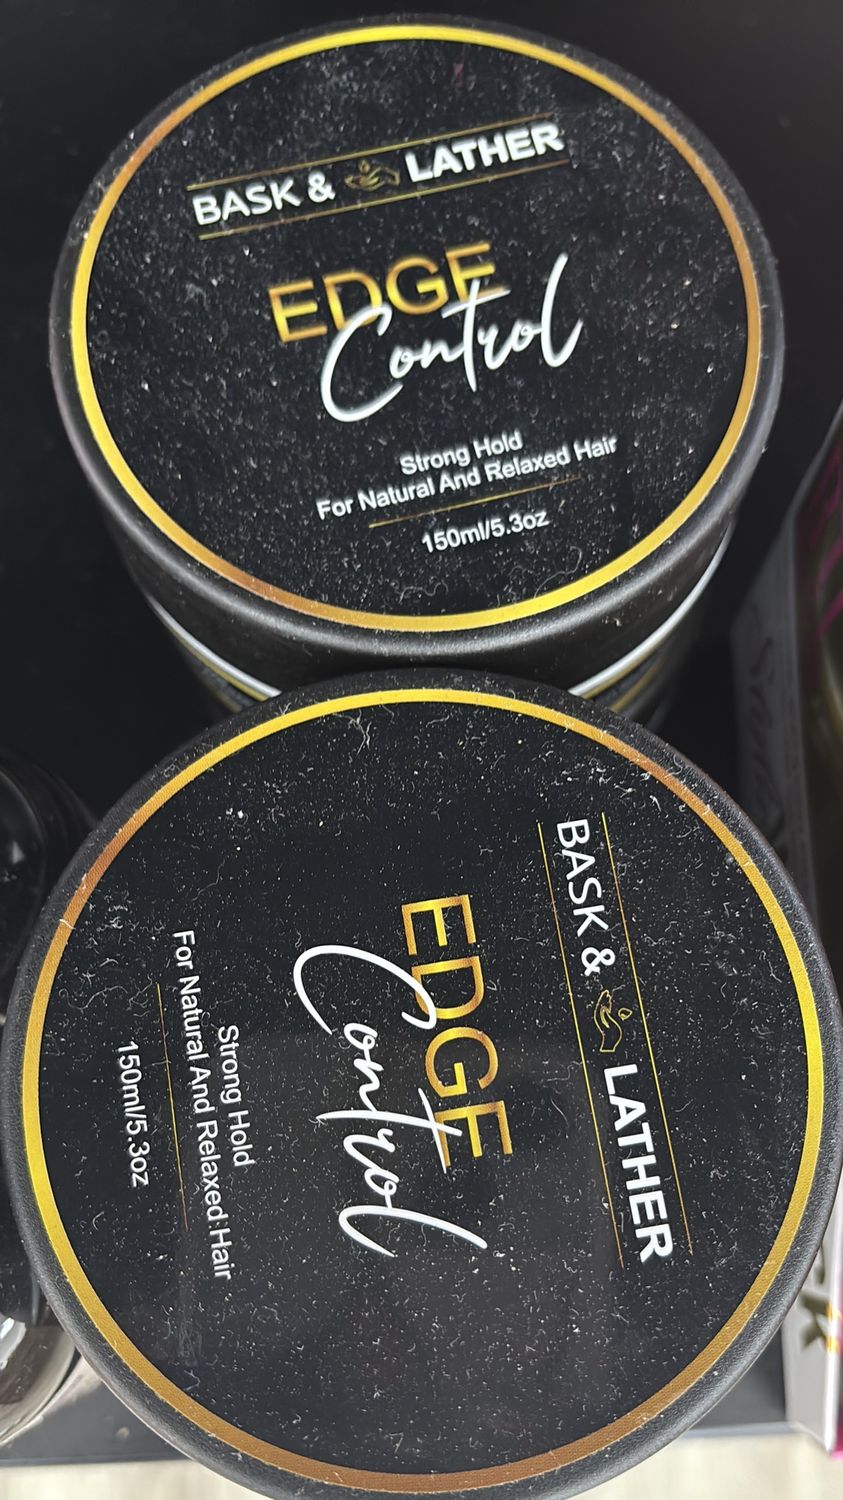 BASK & LATHER
EDGE
Control
Strong Hold
For Natural And Relaxed Hair
150ml/5.3oz
BASK & LATHER
EDGE
Control
Strong Hold
For Natural And Relaxed Hair
150ml/5.3oz